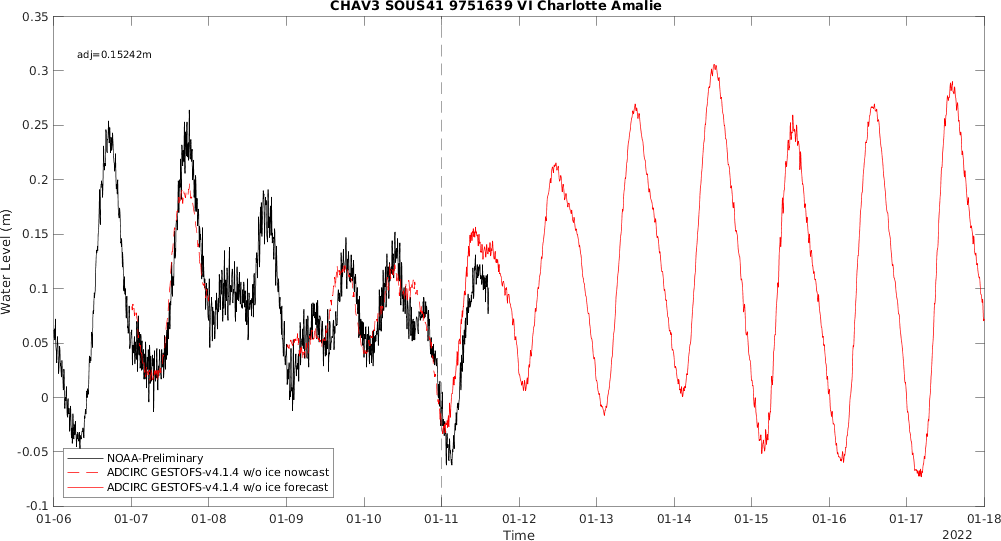 CHAV3 SOUS41 9751639 VI Charlotte Amalie
adj=0.15242m
0.35
0.3
0.25
0.2
0.15
0.1
0.05
0
-0.05
-0.1
Water Level (m)
NOAA-Preliminary
ADCIRC GESTOFS-v4.1.4 w/o ice nowcast
ADCIRC GESTOFS-v4.1.4 w/o ice forecast
01-06 01-07 01-08 01-09 01-10 01-11 01-12 01-13 01-14 01-15 01-16 01-17 01-18
Time
2022